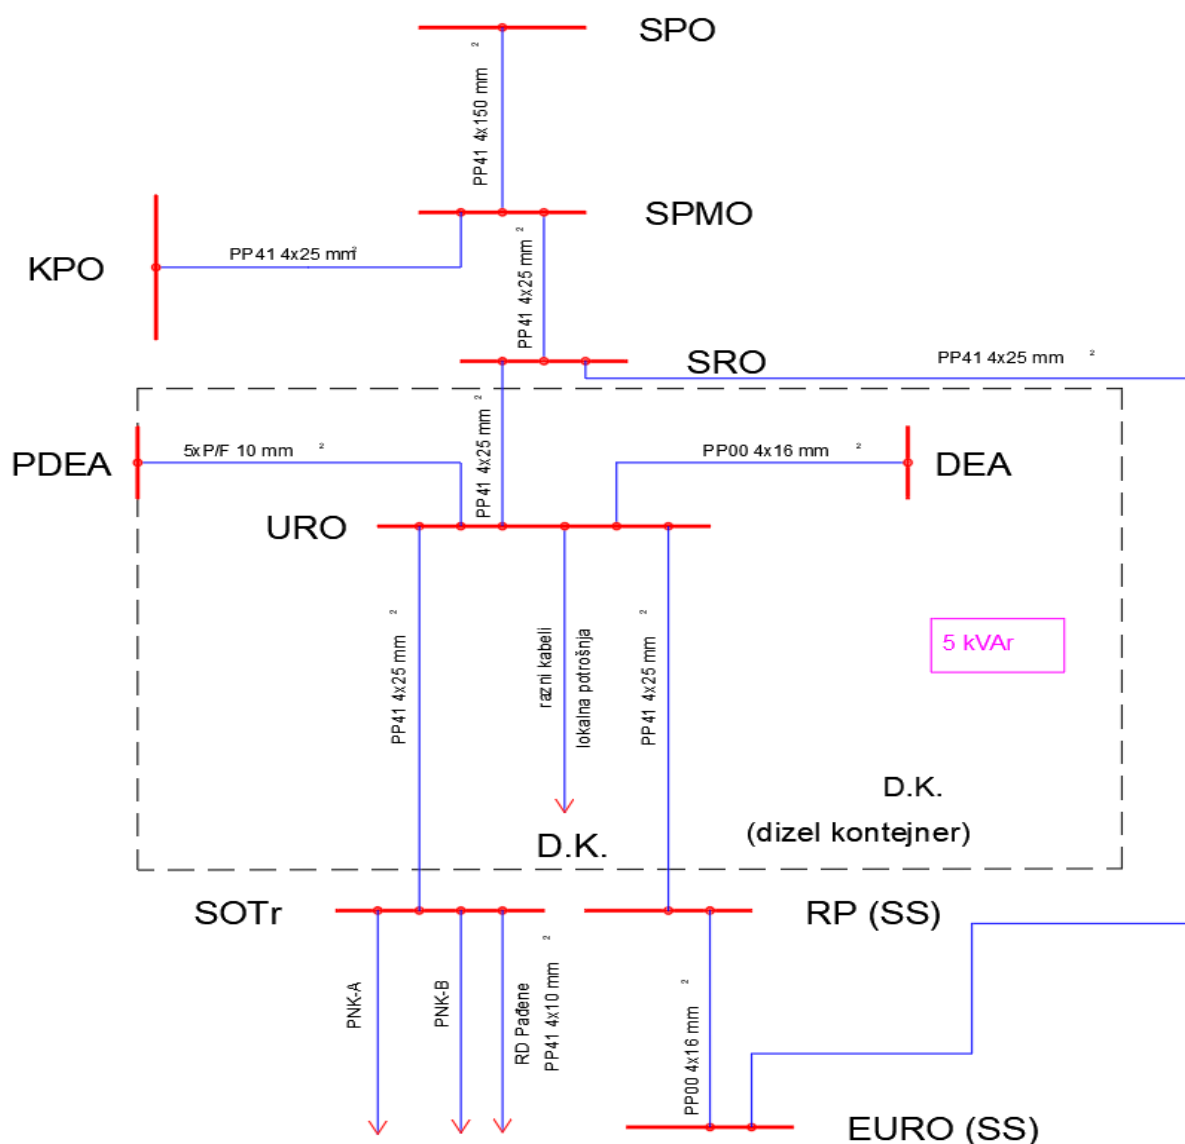 SPO
PP41 4x150 mm²
SPMO
KPO
PP41 4x25 mm²
PP41 4x25 mm²
SRO
PP41 4x25 mm²
PDEA
5xP/F 10 mm²
PP41 4x25 mm²
PP00 4x16 mm²
DEA
URO
PP41 4x25 mm²
razni kabeli
lokalna potrošnja
PP41 4x25 mm²
5 kVAr
D.K.
(dizel kontejner)
D.K.
SOTr
RP (SS)
PNK-A
PNK-B
RD Pađene
PP41 4x10 mm²
PP00 4x16 mm²
EURO (SS)